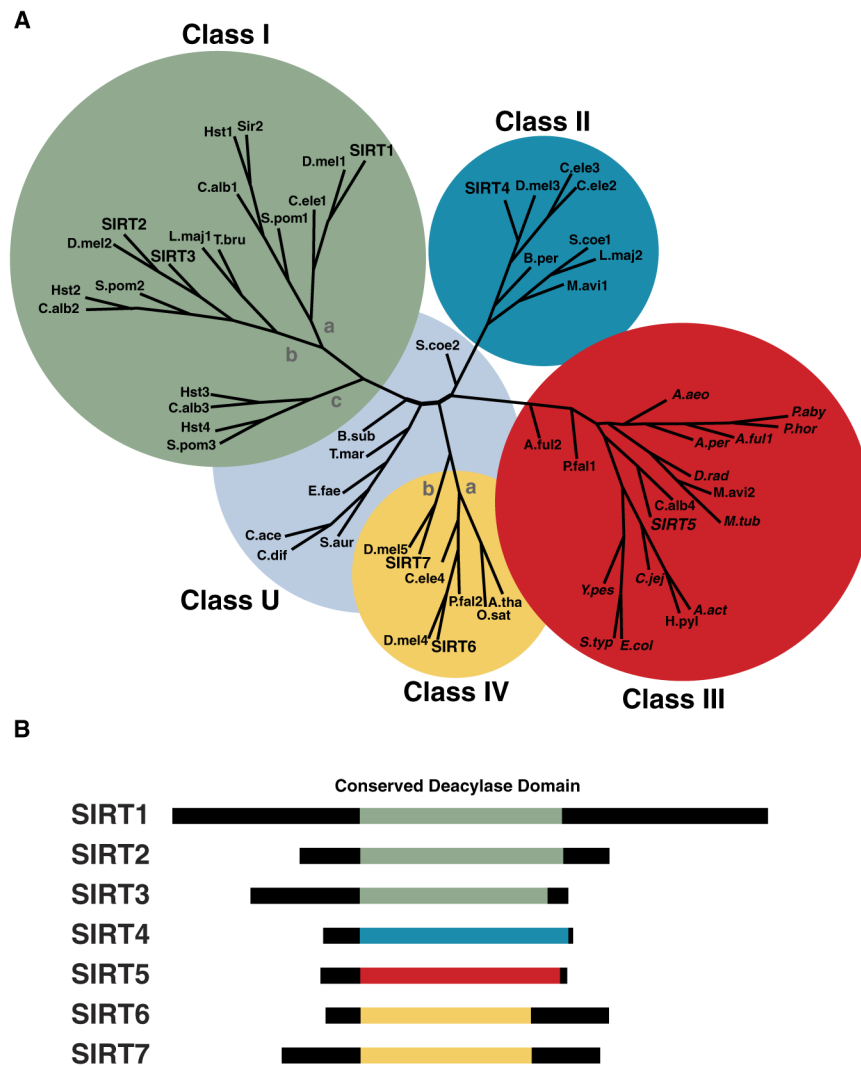 A
Class I
Class II
Sir2
Hst1
D.mel1
SIRT1
C.alb1
C.ele1
S.pom1
SIRT2
D.mel2
L.maj1
T.bru
SIRT3
Hst2
S.pom2
C.alb2
a
b
c
Hst3
C.alb3
Hst4
S.pom3
C.ele3
SIRT4
D.mel3
C.ele2
S.coe1
B.per
L.maj2
M.avi1
S.coe2
B.sub
T.mar
E.fae
C.ace
C.dif
S.aur
Class U
b
a
D.mel5
SIRT7
C.ele4
P.fal2
A.tha
O.sat
D.mel4
SIRT6
Class IV
A.aeo
P.aby
P.hor
A.ful1
A.per
A.ful2
P.fal1
D.rad
M.avi2
C.alb4
SIRT5
M.tub
Y.pes
C.jej
A.act
H.pyl
S.typ
E.col
Class III
B
Conserved Deacylase Domain
SIRT1
SIRT2
SIRT3
SIRT4
SIRT5
SIRT6
SIRT7